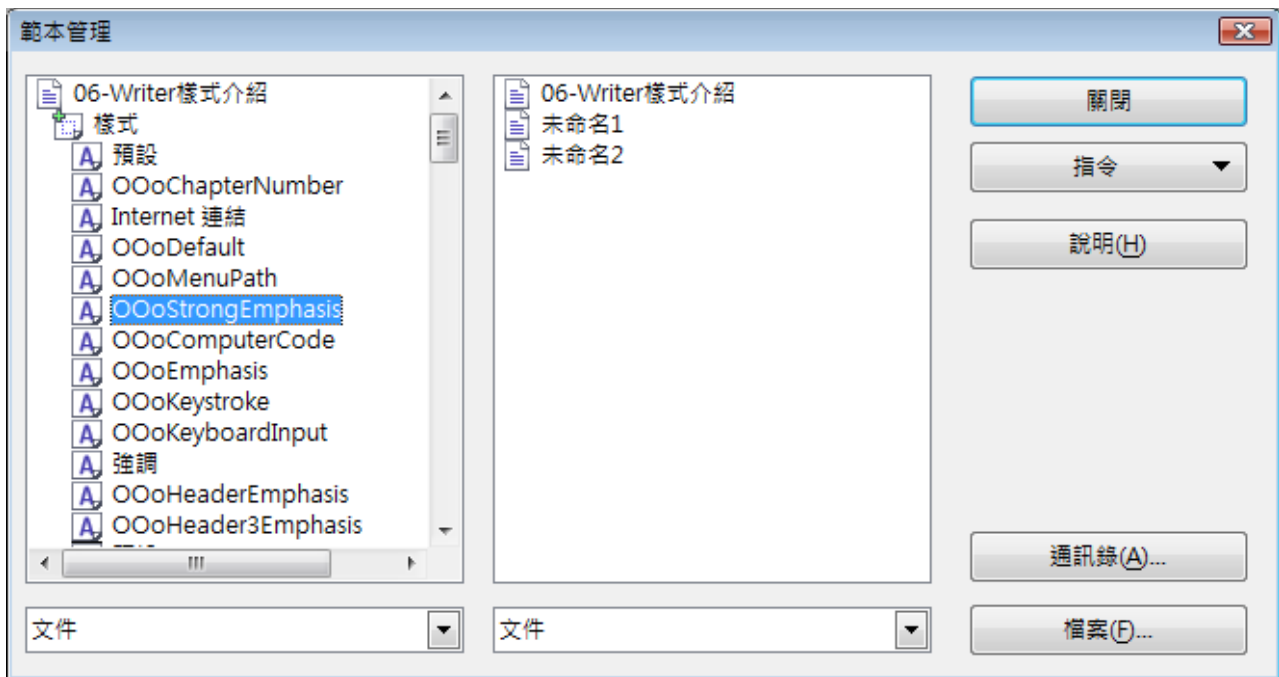 範本管理
06-Writer樣式介紹
樣式
預設
OOoChapterNumber
Internet 連結
OOoDefault
OOoMenuPath
OOoStrongEmphasis
OOoComputerCode
OOoEmphasis
OOoKeystroke
OOoKeyboardInput
強調
OOoHeaderEmphasis
OOoHeader3Emphasis
文件
06-Writer樣式介紹
未命名1
未命名2
文件
關閉
指令
說明(H)
通訊錄(A)...
檔案(F)...